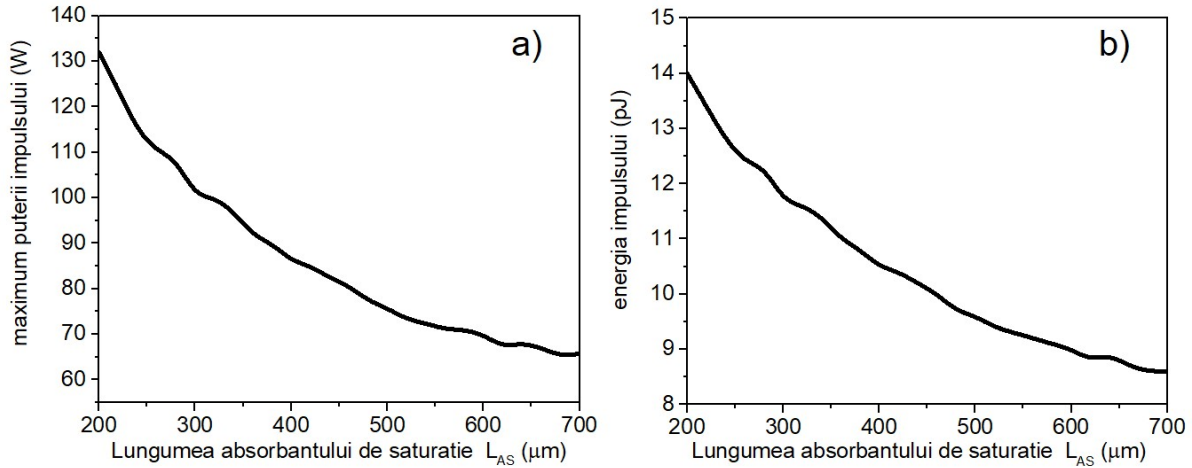 a)
maximum puterii impulsului (W)
140
130
120
110
100
90
80
70
60
200 300 400 500 600 700
Lungumea absorbantului de saturatie L_AS (μm)
b)
energia impulsului (pJ)
15
14
13
12
11
10
9
8
200 300 400 500 600 700
Lungumea absorbantului de saturatie L_AS (μm)